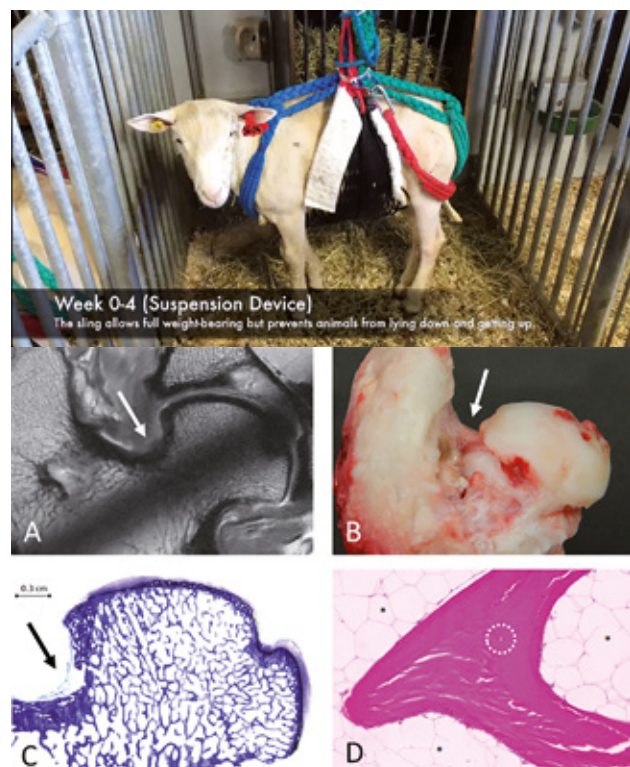 Week 0-4 (Suspension Device)
The sling allows full weight-bearing but prevents animals from lying down and getting up.
A
B
0.3 cm
C
D